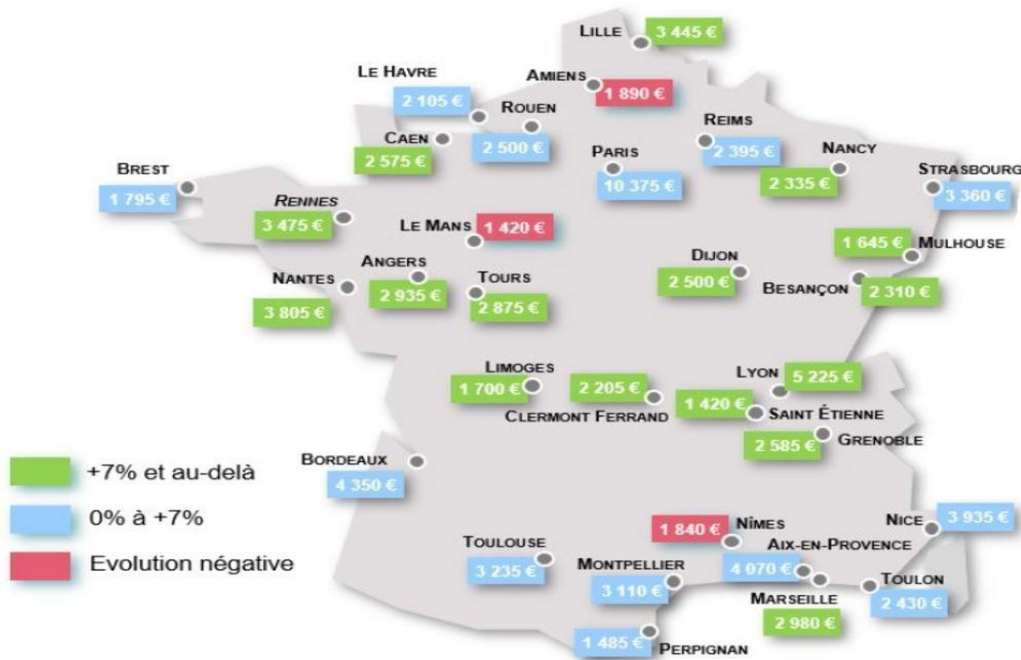 LILLE
3 445 €
LE HAVRE
2 105 €
AMIENS
1 890 €
ROUEN
2 500 €
CAEN
2 575 €
REIMS
2 395 €
PARIS
10 375 €
NANCY
2 335 €
STRASBOURG
3 360 €
BREST
1 795 €
RENNES
3 475 €
LE MANS
1 420 €
1 645 €
MULHOUSE
ANGERS
2 935 €
NANTES
3 805 €
TOURS
2 875 €
DIJON
2 500 €
BESANÇON
2 310 €
LIMOGES
1 700 €
2 205 €
CLERMONT FERRAND
LYON
5 225 €
1 420 €
SAINT ÉTIENNE
2 585 €
GRENOBLE
+7% et au-delà
0% à +7%
Evolution négative
BORDEAUX
4 350 €
TOULOUSE
3 235 €
MONTPELLIER
3 110 €
1 840 €
NÎMES
AIX-EN-PROVENCE
4 070 €
NICE
3 935 €
MARSEILLE
2 980 €
TOULON
2 430 €
1 485 €
PERPIGNAN